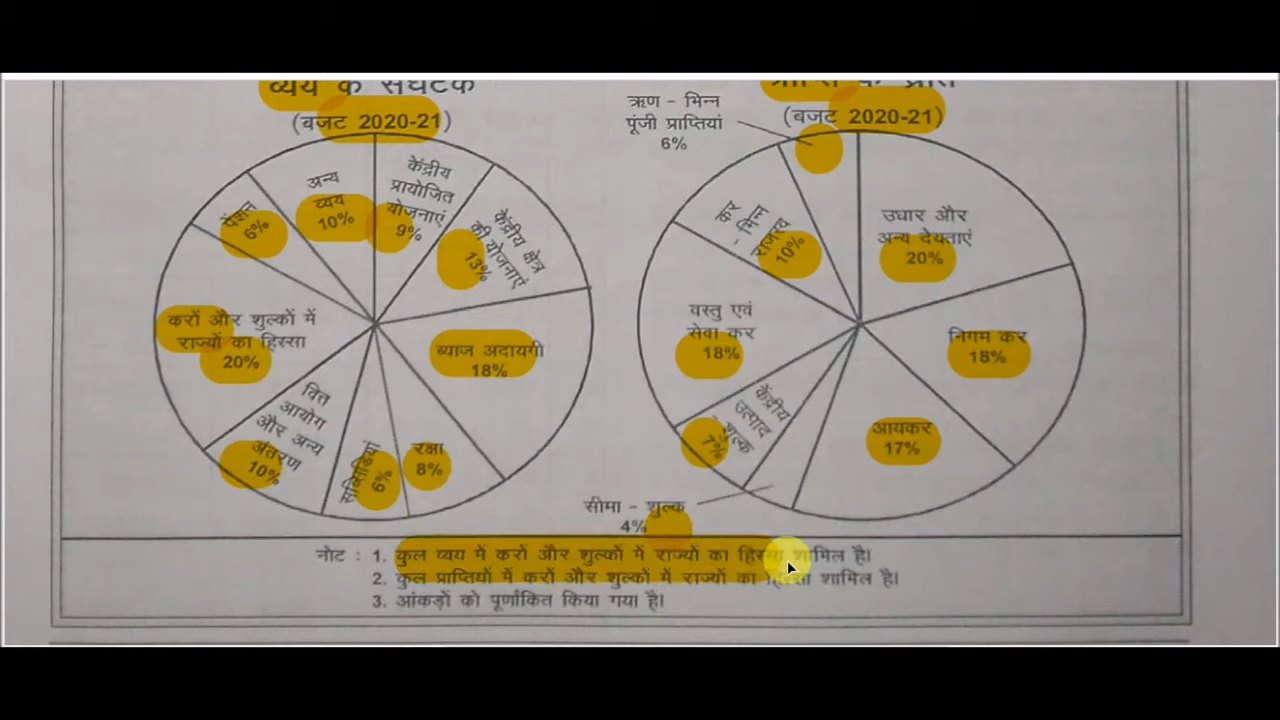 व्यय के संघटक
(बजट 2020-21)
केंद्रीय
प्रायोजित
योजनाएं
9%
केंद्रीय क्षेत्र
की योजनाएं
13%
ब्याज अदायगी
18%
रक्षा
8%
सब्सिडियां
6%
वित्त
आयोग
और अन्य
अंतरण
10%
करों और शुल्कों में
राज्यों का हिस्सा
20%
पेंशन
6%
अन्य
व्यय
10%
(बजट 2020-21)
ऋण - भिन्न
पूंजी प्राप्तियां
6%
उधार और
अन्य देयताएं
20%
निगम कर
18%
आयकर
17%
सीमा - शुल्क
4%
केंद्रीय
उत्पाद
- शुल्क
7%
वस्तु एवं
सेवा कर
18%
कर
- भिन्न
राजस्व
10%
नोट : 1. कुल व्यय में करों और शुल्कों में राज्यों का हिस्सा शामिल है।
2. कुल प्राप्तियों में करों और शुल्कों में राज्यों का हिस्सा शामिल है।
3. आंकड़ों को पूर्णांकित किया गया है।